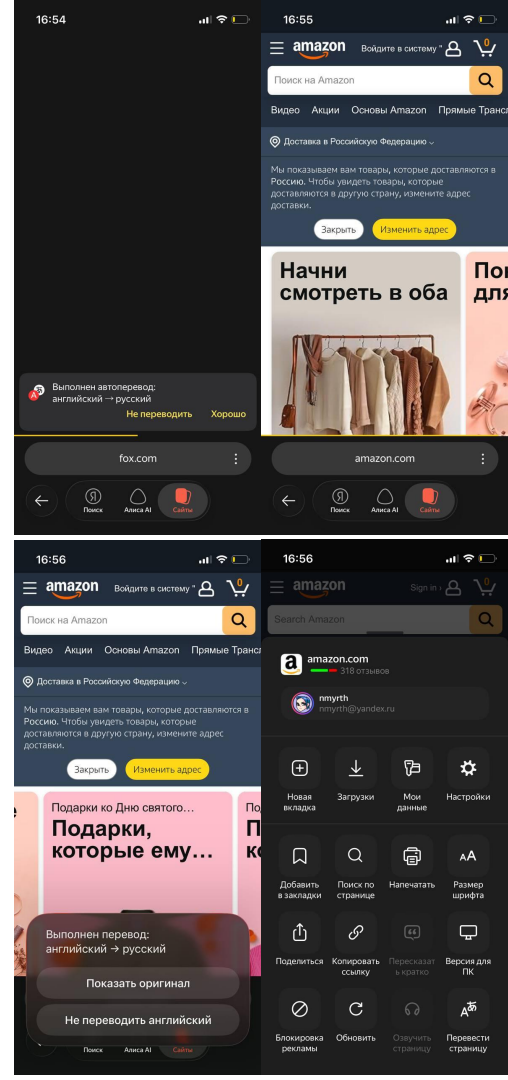 16:54
Выполнен автоперевод:
английский → русский
Не переводить Хорошо
fox.com
Поиск Алиса AI Сайты
16:55
amazon Войдите в систему " 0
Поиск на Amazon
Видео Акции Основы Amazon Прямые Трансл
Доставка в Российскую Федерацию
Мы показываем вам товары, которые доставляются в
Россию. Чтобы увидеть товары, которые
доставляются в другую страну, измените адрес
доставки.
Закрыть Изменить адрес
Начни
смотреть в оба
Пои
для
amazon.com
Поиск Алиса AI Сайты
16:56
amazon Войдите в систему " 0
Поиск на Amazon
Видео Акции Основы Amazon Прямые Трансл
Доставка в Российскую Федерацию
Мы показываем вам товары, которые доставляются в
Россию. Чтобы увидеть товары, которые
доставляются в другую страну, измените адрес
доставки.
Закрыть Изменить адрес
Подарки ко Дню святого...
Подарки,
которые ему...
Выполнен перевод:
английский → русский
Показать оригинал
Не переводить английский
Поиск Алиса AI Сайты
16:56
amazon Sign in › 0
Search Amazon
a amazon.com
318 отзывов
nmyrth
nmyrth@yandex.ru
Новая
вкладка
Загрузки
Мои
данные
Настройки
Добавить
в закладки
Поиск по
странице
Напечатать
Размер
шрифта
Поделиться
Копировать
ссылку
Пересказат
ь кратко
Версия для
ПК
Блокировка
рекламы
Обновить
Озвучить
страницу
Перевести
страницу